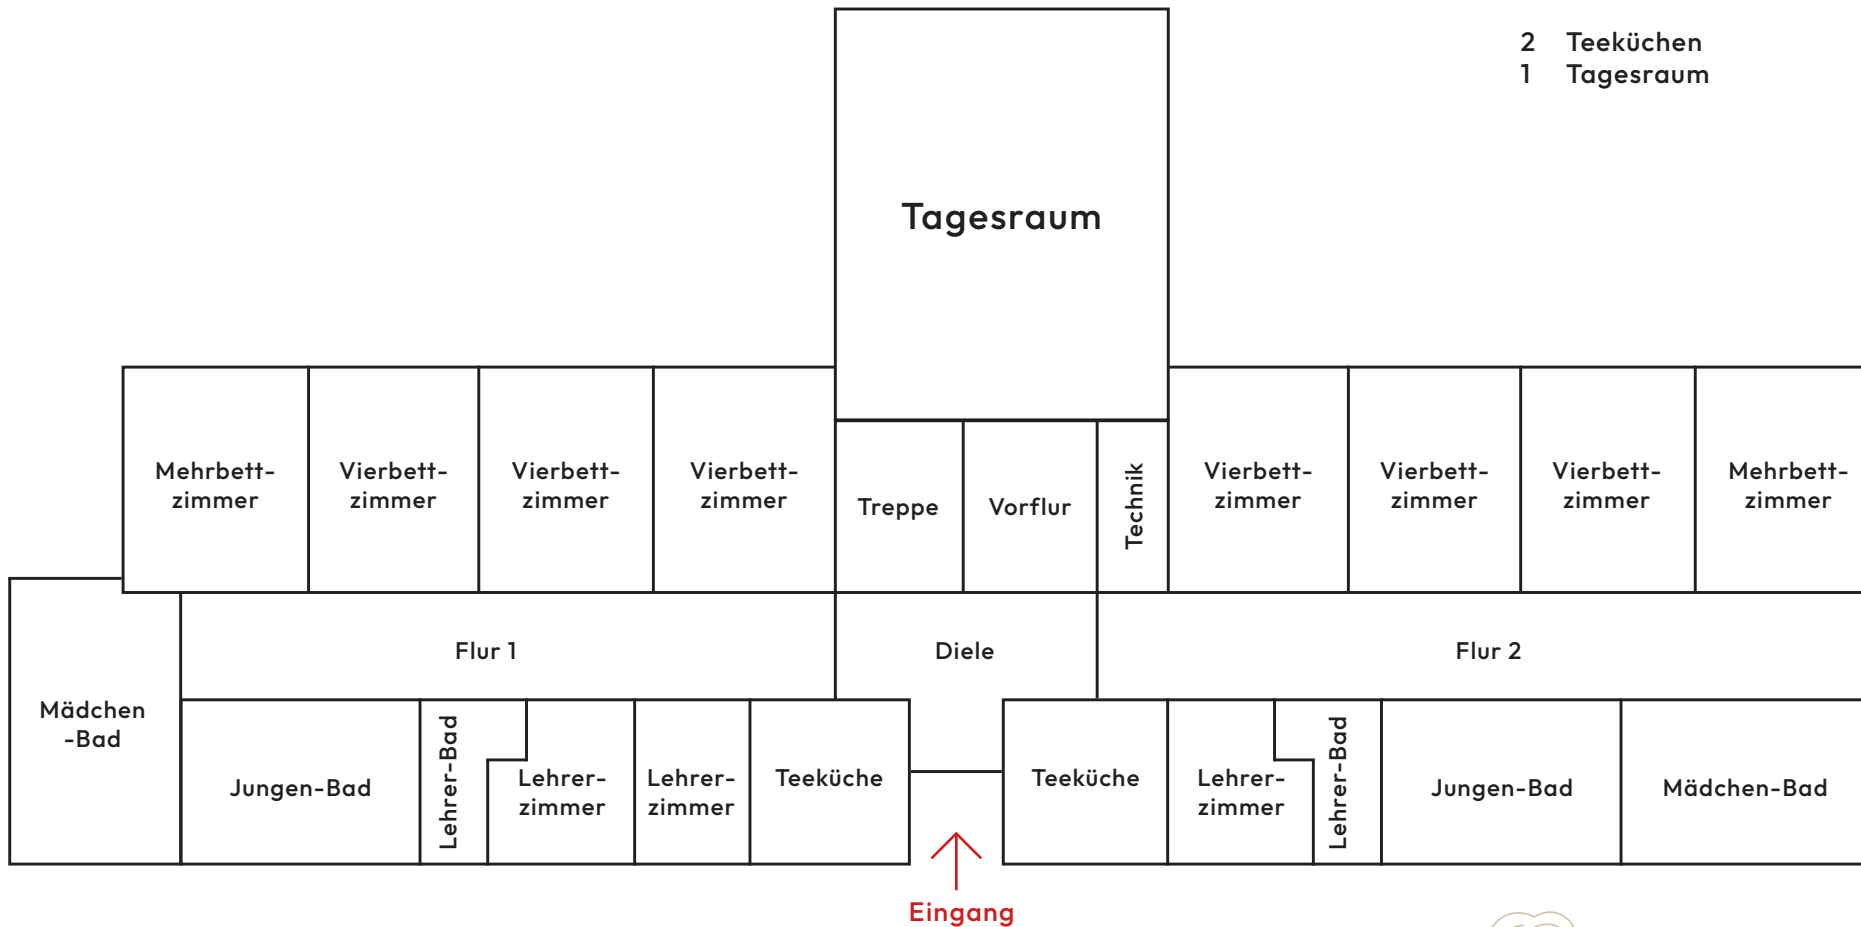 2 Teeküchen
1 Tagesraum
Tagesraum
Mehrbett-
zimmer
Vierbett-
zimmer
Vierbett-
zimmer
Vierbett-
zimmer
Treppe
Vorflur
Technik
Vierbett-
zimmer
Vierbett-
zimmer
Vierbett-
zimmer
Mehrbett-
zimmer
Flur 1
Diele
Flur 2
Mädchen
-Bad
Jungen-Bad
Lehrer-Bad
Lehrer-
zimmer
Lehrer-
zimmer
Teeküche
Teeküche
Lehrer-
zimmer
Lehrer-Bad
Jungen-Bad
Mädchen-Bad
Eingang